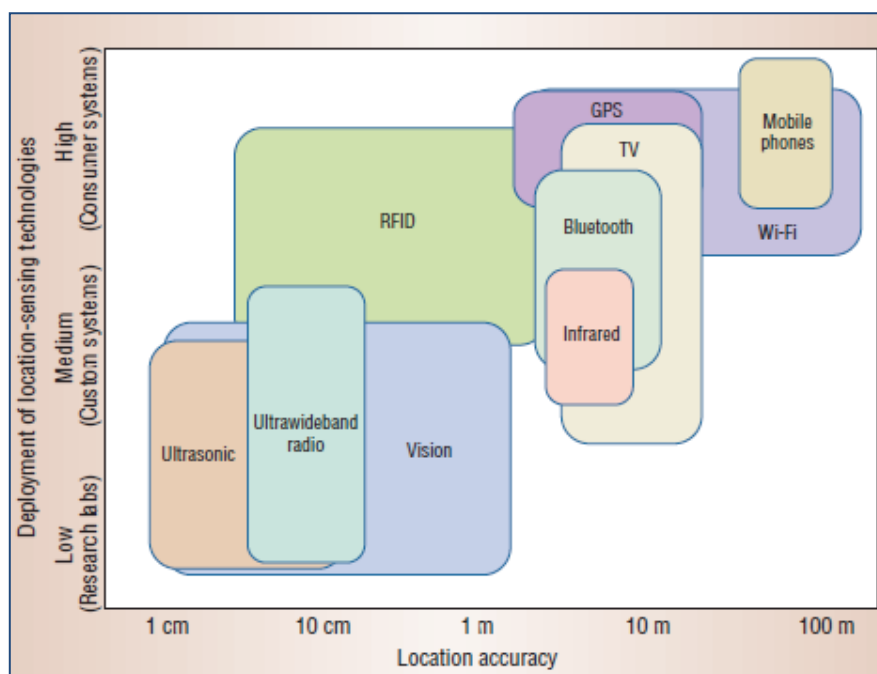 Deployment of location-sensing technologies
High
(Consumer systems)
Medium
(Custom systems)
Low
(Research labs)
GPS
TV
Mobile
phones
RFID
Bluetooth
Wi-Fi
Infrared
Ultrasonic
Ultrawideband
radio
Vision
1 cm
10 cm
1 m
10 m
100 m
Location accuracy